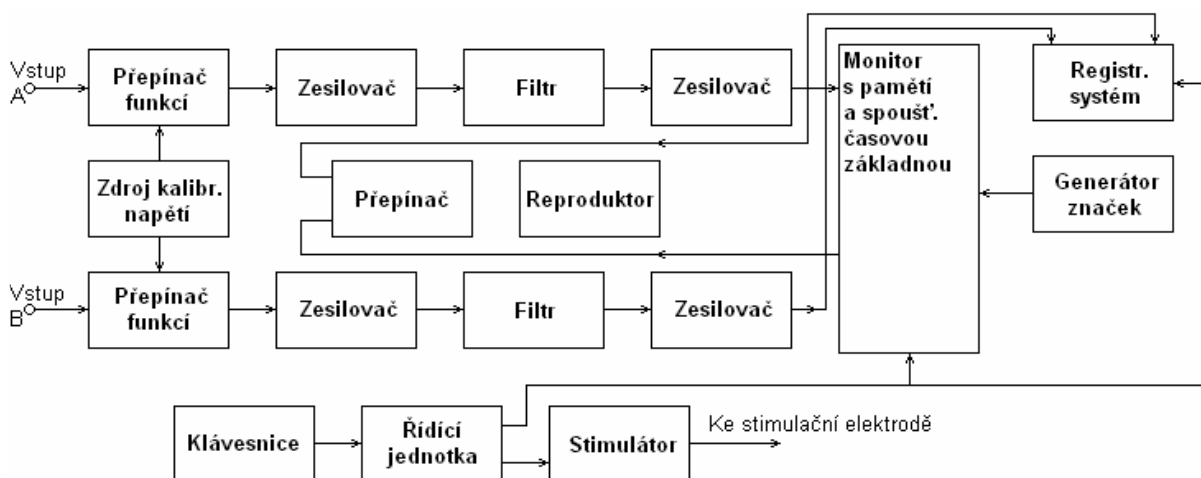 Vstup
A
Přepínač
funkcí
Zesilovač
Filtr
Zesilovač
Monitor
s pamětí
a spoušť.
časovou
základnou
Registr.
systém
Zdroj kalibr.
napětí
Přepínač
Reproduktor
Generátor
značek
Vstup
B
Přepínač
funkcí
Zesilovač
Filtr
Zesilovač
Klávesnice
Řídící
jednotka
Stimulátor
Ke stimulační elektrodě